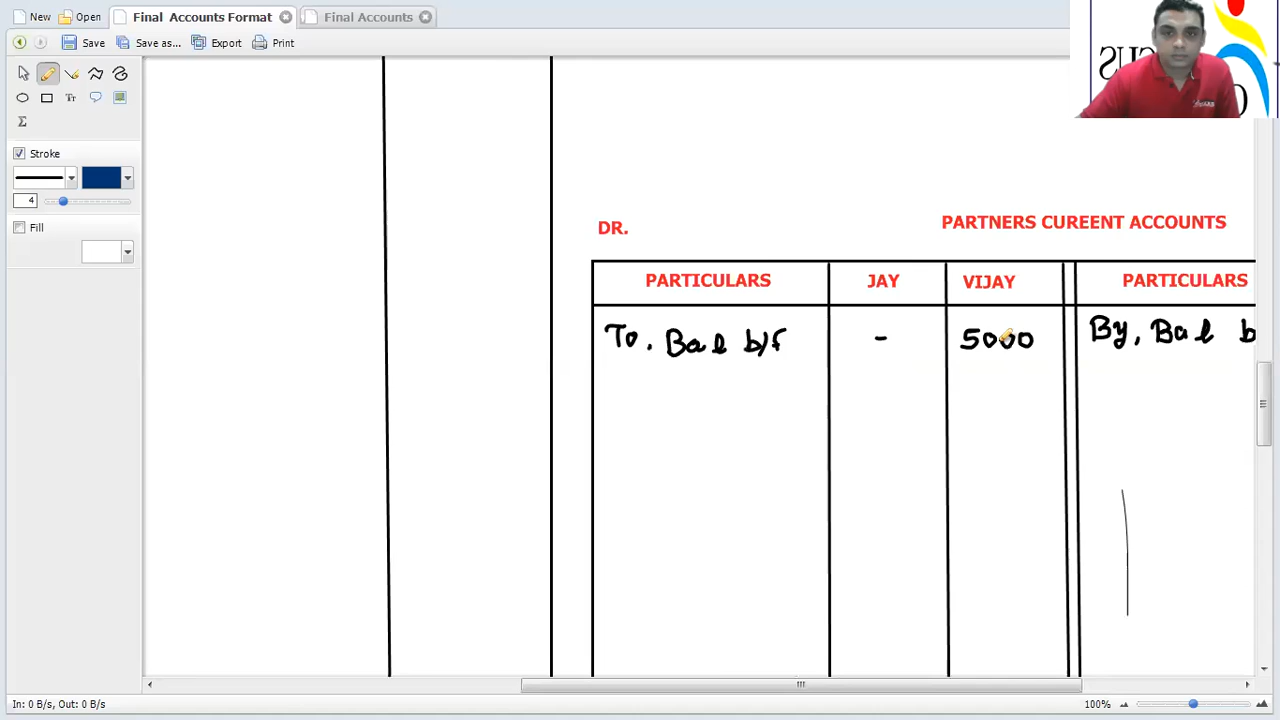 New Open Final Accounts Format Final Accounts
Save Save as... Export Print
Tr
Σ
Stroke
4
Fill
DR. PARTNERS CUREENT ACCOUNTS
PARTICULARS JAY VIJAY PARTICULARS
To. Bal b/f - 5000 By, Bal b
In: 0 B/s, Out: 0 B/s 100%